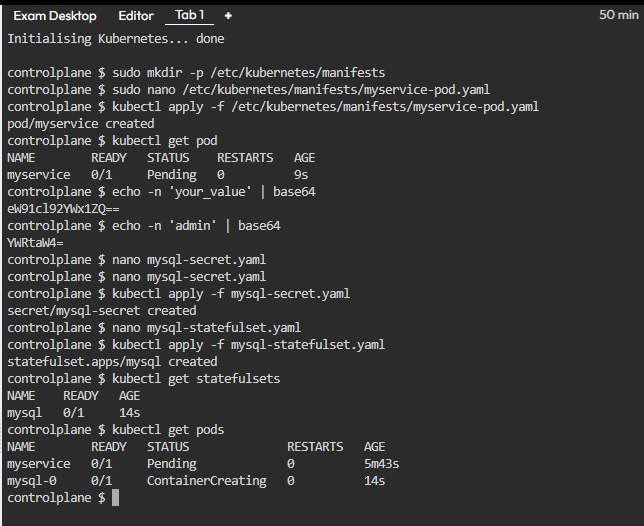 Exam Desktop Editor Tab 1 + 50 min
Initialising Kubernetes... done
controlplane $ sudo mkdir -p /etc/kubernetes/manifests
controlplane $ sudo nano /etc/kubernetes/manifests/myservice-pod.yaml
controlplane $ kubectl apply -f /etc/kubernetes/manifests/myservice-pod.yaml
pod/myservice created
controlplane $ kubectl get pod
NAME READY STATUS RESTARTS AGE
myservice 0/1 Pending 0 9s
controlplane $ echo -n 'your_value' | base64
eW91cl92YWx1ZQ==
controlplane $ echo -n 'admin' | base64
YWRtaW4=
controlplane $ nano mysql-secret.yaml
controlplane $ nano mysql-secret.yaml
controlplane $ kubectl apply -f mysql-secret.yaml
secret/mysql-secret created
controlplane $ nano mysql-statefulset.yaml
controlplane $ kubectl apply -f mysql-statefulset.yaml
statefulset.apps/mysql created
controlplane $ kubectl get statefulsets
NAME READY AGE
mysql 0/1 14s
controlplane $ kubectl get pods
NAME READY STATUS RESTARTS AGE
myservice 0/1 Pending 0 5m43s
mysql-0 0/1 ContainerCreating 0 14s
controlplane $